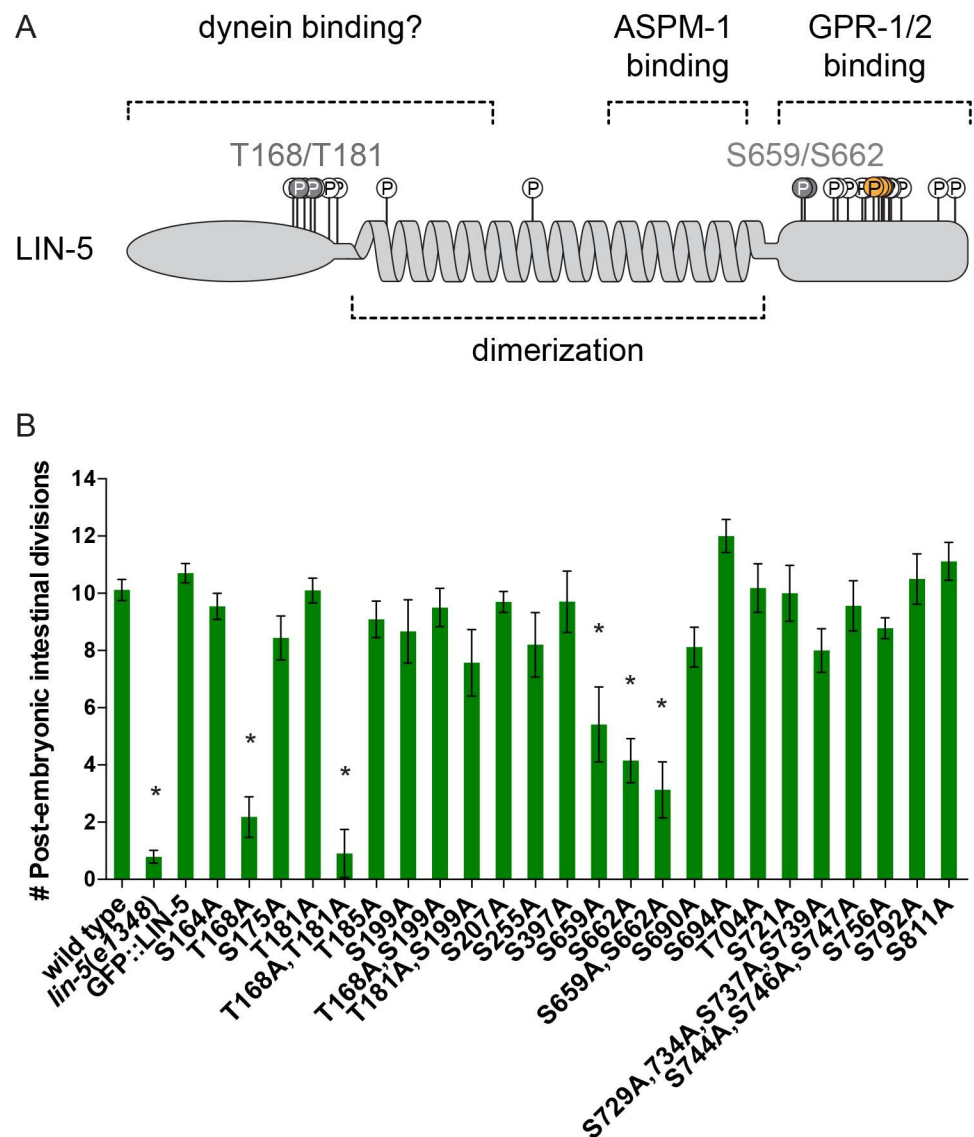 A
dynein binding?
ASPM-1
binding
GPR-1/2
binding
T168/T181
S659/S662
P P P P P P P P P P P P P
LIN-5
dimerization
B
# Post-embryonic intestinal divisions
14
12
10
8
6
4
2
0
* * * * * *
wild type
lin-5(e1348)
GFP::LIN-5
S164A
T168A
S175A
T181A
T168A, T181A
T185A
S199A
T168A, S199A
T181A, S199A
S207A
S255A
S397A
S659A
S662A
S659A, S662A
S690A
S694A
T704A
S721A
S729A,734A,S737A,S739A
S744A,S746A,S747A
S756A
S792A
S811A